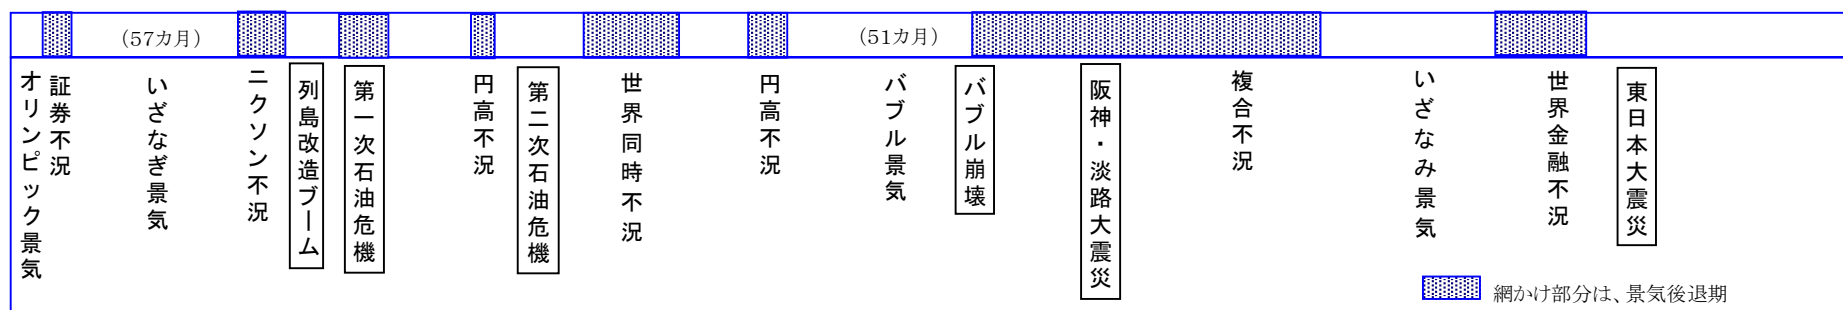 (57カ月)
(51カ月)
オリンピック景気
証券不況
いざなぎ景気
ニクソン不況
列島改造ブーム
第一次石油危機
円高不況
第二次石油危機
世界同時不況
円高不況
バブル景気
バブル崩壊
阪神・淡路大震災
複合不況
いざなみ景気
世界金融不況
東日本大震災
網かけ部分は、景気後退期